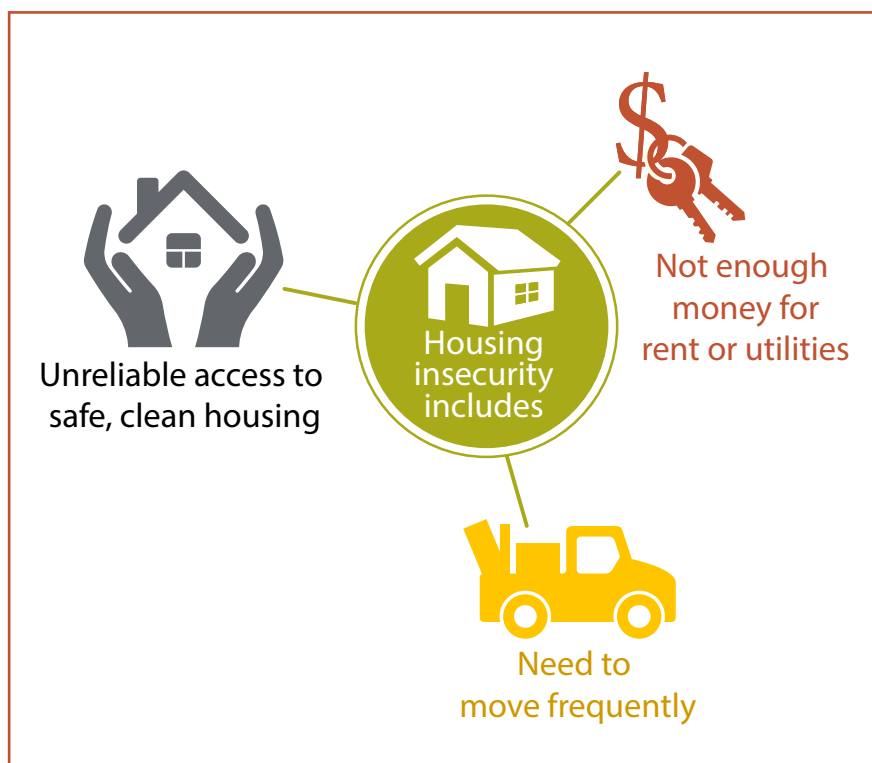 Housing
insecurity
includes
Unreliable access to
safe, clean housing
$
Not enough
money for
rent or utilities
Need to
move frequently